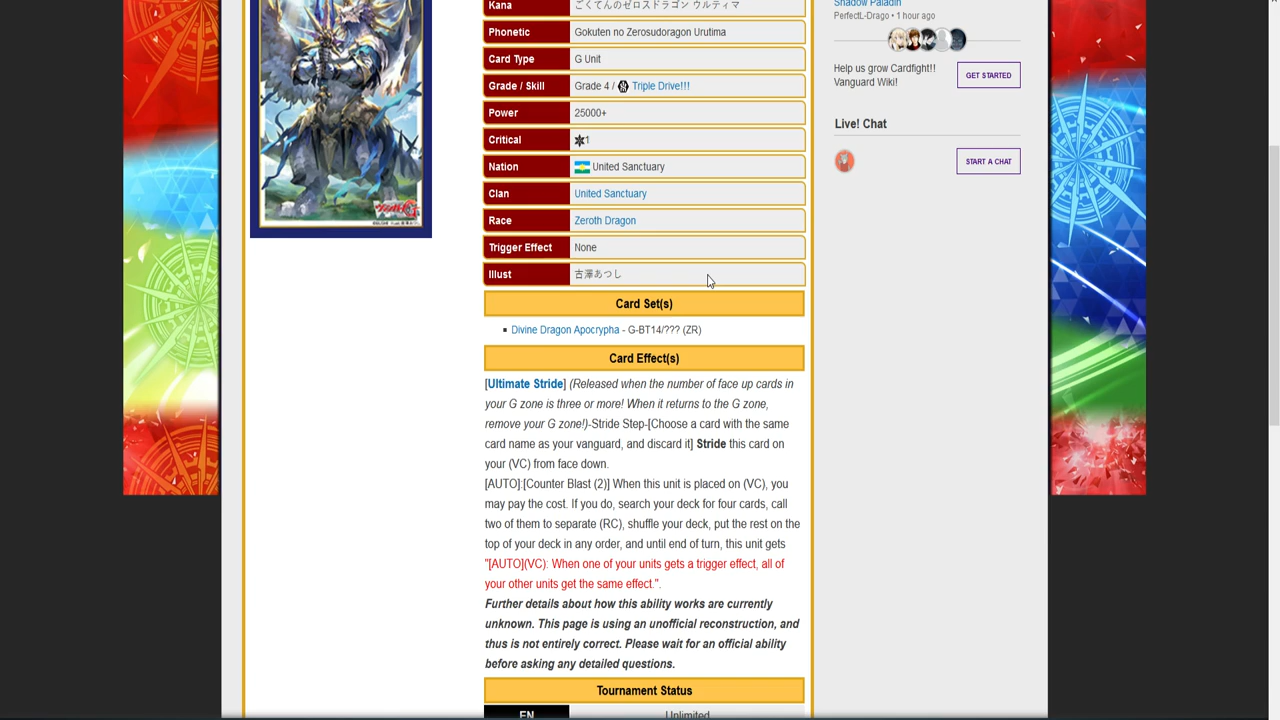 Kana
ごくてんのゼロスドラゴン ウルティマ
Phonetic
Gokuten no Zerosudoragon Urutima
Card Type
G Unit
Grade / Skill
Grade 4 / Triple Drive!!!
Power
25000+
Critical
1
Nation
United Sanctuary
Clan
United Sanctuary
Race
Zeroth Dragon
Trigger Effect
None
Illust
古澤あつし
Card Set(s)
Divine Dragon Apocrypha - G-BT14/??? (ZR)
Card Effect(s)
[Ultimate Stride] (Released when the number of face up cards in
your G zone is three or more! When it returns to the G zone,
remove your G zone!)-Stride Step-[Choose a card with the same
card name as your vanguard, and discard it] Stride this card on
your (VC) from face down.
[AUTO]:[Counter Blast (2)] When this unit is placed on (VC), you
may pay the cost. If you do, search your deck for four cards, call
two of them to separate (RC), shuffle your deck, put the rest on the
top of your deck in any order, and until end of turn, this unit gets
"[AUTO](VC): When one of your units gets a trigger effect, all of
your other units get the same effect.".
Further details about how this ability works are currently
unknown. This page is using an unofficial reconstruction, and
thus is not entirely correct. Please wait for an official ability
before asking any detailed questions.
Tournament Status
EN
Unlimited
Shadow Paladin
PerfectL-Drago • 1 hour ago
Help us grow Cardfight!!
Vanguard Wiki!
GET STARTED
Live! Chat
START A CHAT